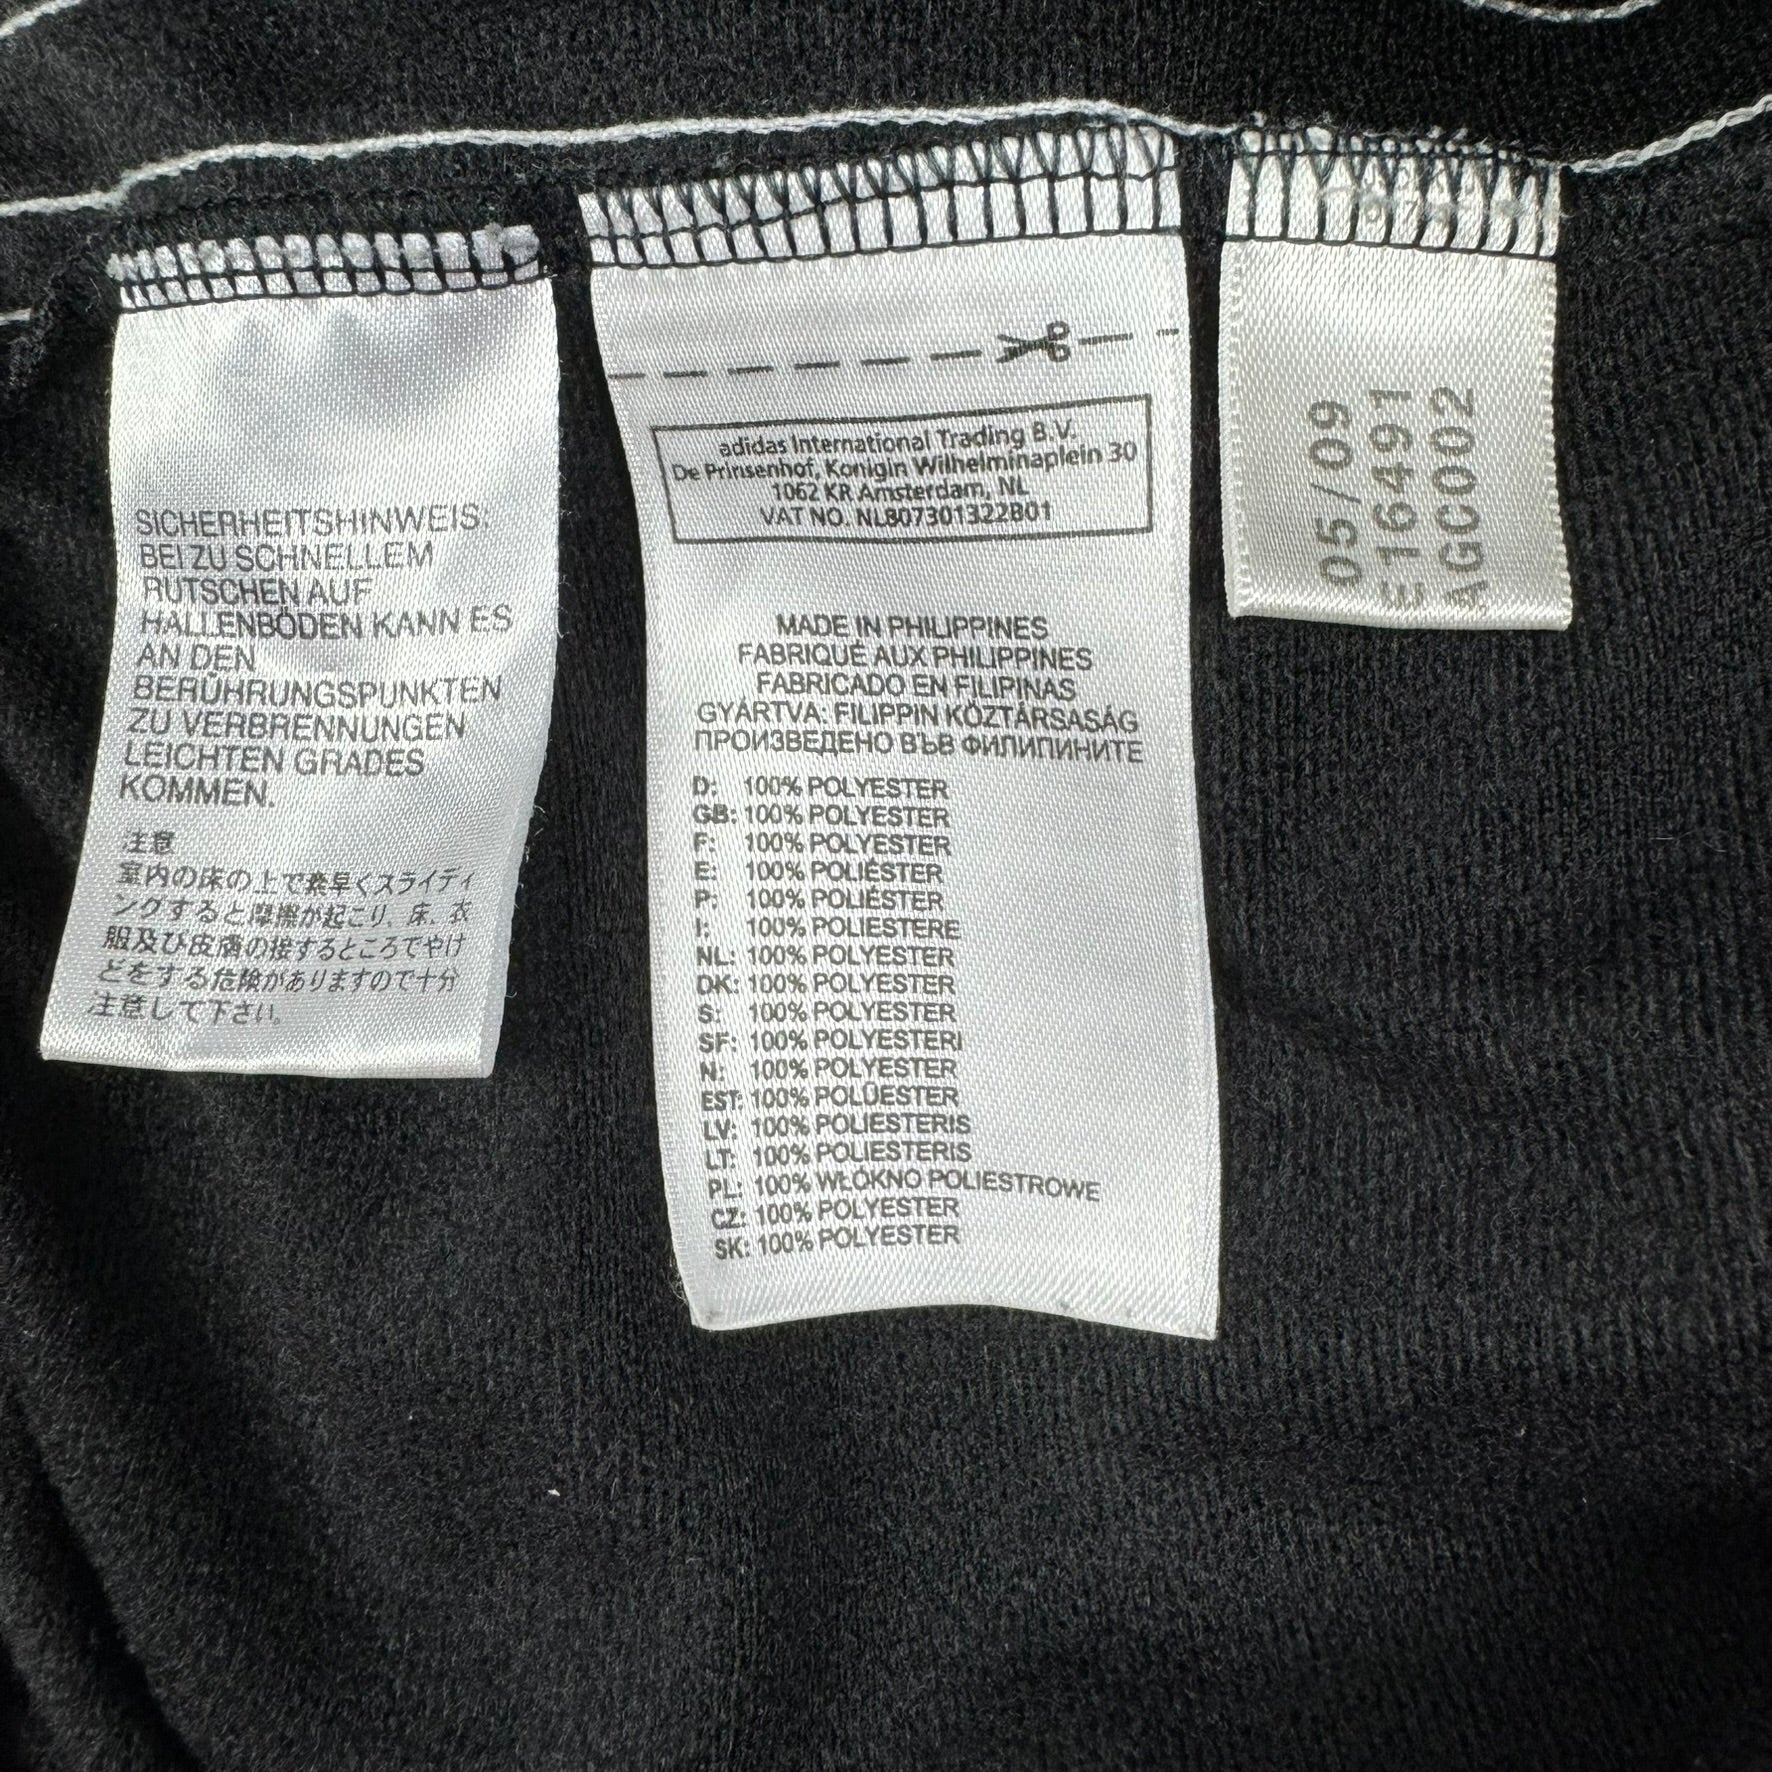 SICHERHEITSHINWEIS.
BEI ZU SCHNELLEM
RUTSCHEN AUF
HALLENBÖDEN KANN ES
AN DEN
BERÜHRUNGSPUNKTEN
ZU VERBRENNUNGEN
LEICHTEN GRADES
KOMMEN.
注意
室内の床の上で素早くスライディ
ングすると摩擦が起こり、床、衣
服及び皮膚の接するところでやけ
どをする危険がありますので十分
注意して下さい。
adidas International Trading B.V.
De Prinsenhof, Konigin Wilhelminaplein 30
1062 KR Amsterdam, NL
VAT NO. NL807301322B01
MADE IN PHILIPPINES
FABRIQUÉ AUX PHILIPPINES
FABRICADO EN FILIPINAS
GYÁRTVA: FILIPPIN KÖZTÁRSASÁG
ПРОИЗВЕДЕНО ВЪВ ФИЛИПИНИТЕ
D: 100% POLYESTER
GB: 100% POLYESTER
F: 100% POLYESTER
E: 100% POLIÉSTER
P: 100% POLIÉSTER
I: 100% POLIESTERE
NL: 100% POLYESTER
DK: 100% POLYESTER
S: 100% POLYESTER
SF: 100% POLYESTERI
N: 100% POLYESTER
EST: 100% POLÜESTER
LV: 100% POLIESTERIS
LT: 100% POLIESTERIS
PL: 100% WŁÓKNO POLIESTROWE
CZ: 100% POLYESTER
SK: 100% POLYESTER
05/09
E16491
AGC002